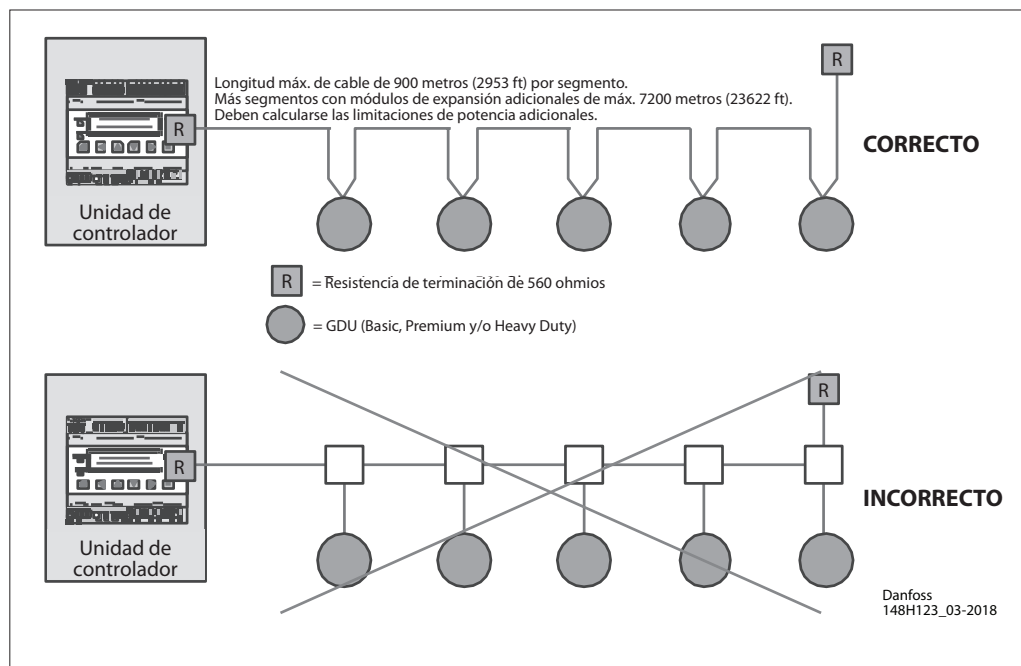 R
Longitud máx. de cable de 900 metros (2953 ft) por segmento.
Más segmentos con módulos de expansión adicionales de máx. 7200 metros (23622 ft).
Deben calcularse las limitaciones de potencia adicionales.
R
CORRECTO
Unidad de
controlador
R = Resistencia de terminación de 560 ohmios
= GDU (Basic, Premium y/o Heavy Duty)
R
R
INCORRECTO
Unidad de
controlador
Danfoss
148H123_03-2018